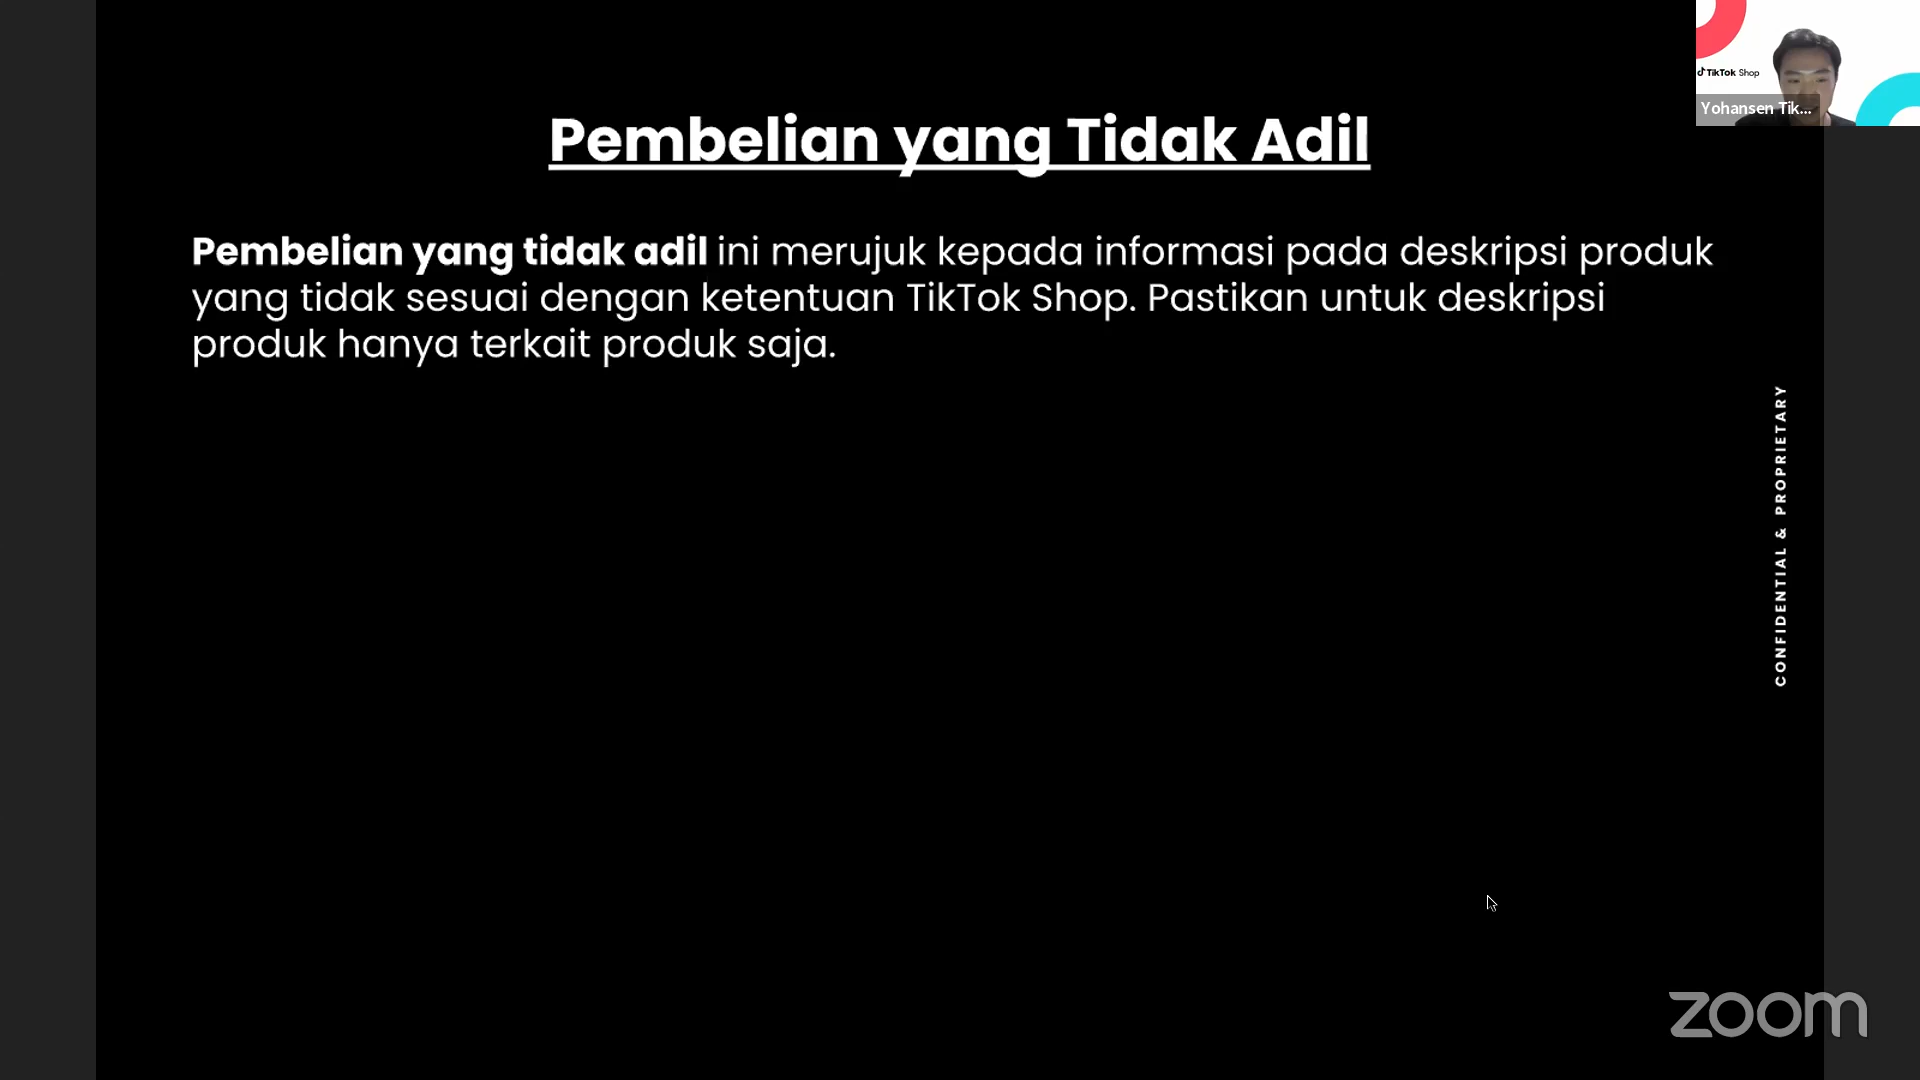 TikTok Shop
Yohansen Tik...
Pembelian yang Tidak Adil
Pembelian yang tidak adil ini merujuk kepada informasi pada deskripsi produk
yang tidak sesuai dengan ketentuan TikTok Shop. Pastikan untuk deskripsi
produk hanya terkait produk saja.
CONFIDENTIAL & PROPRIETARY
zoom